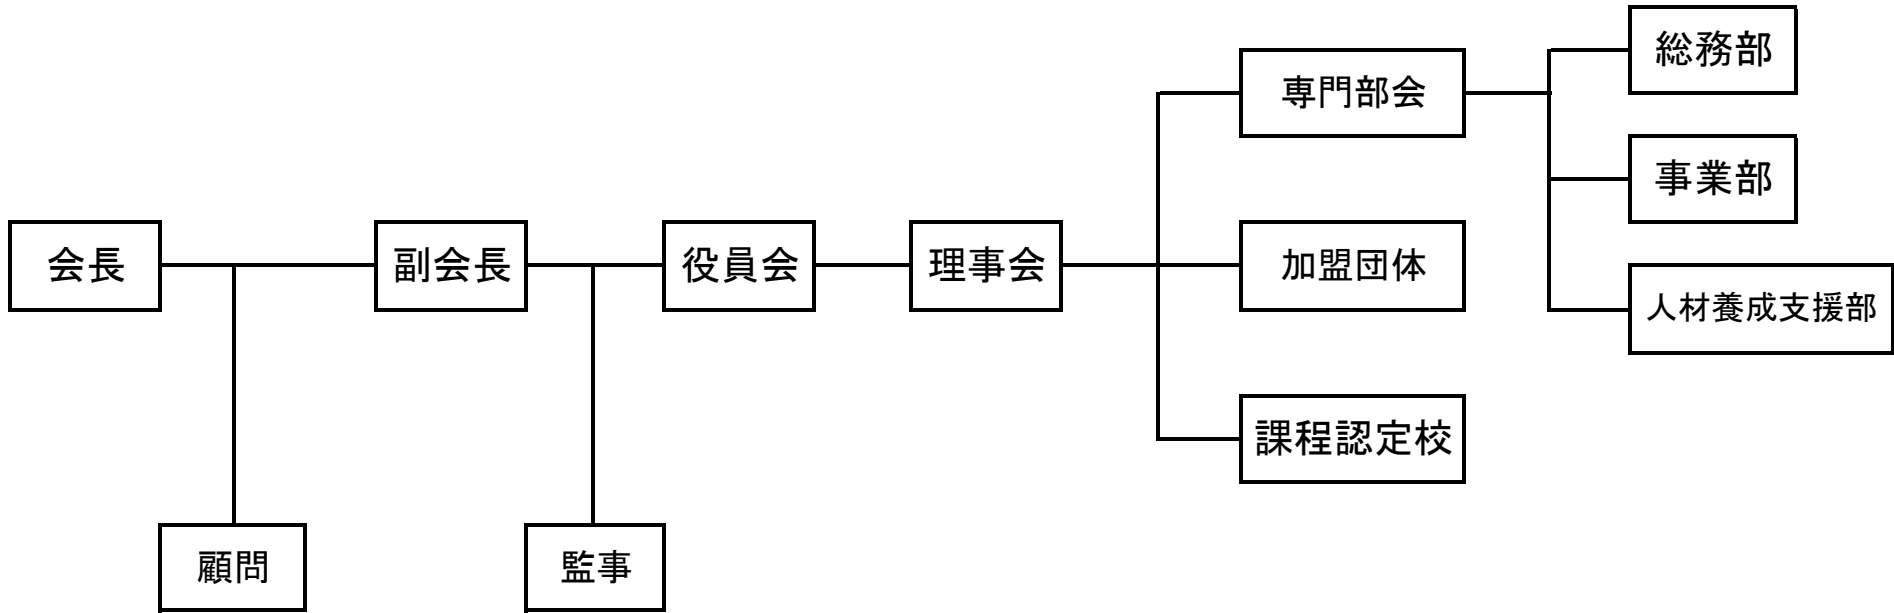 会長
副会長
役員会
理事会
専門部会
加盟団体
課程認定校
総務部
事業部
人材養成支援部
顧問
監事